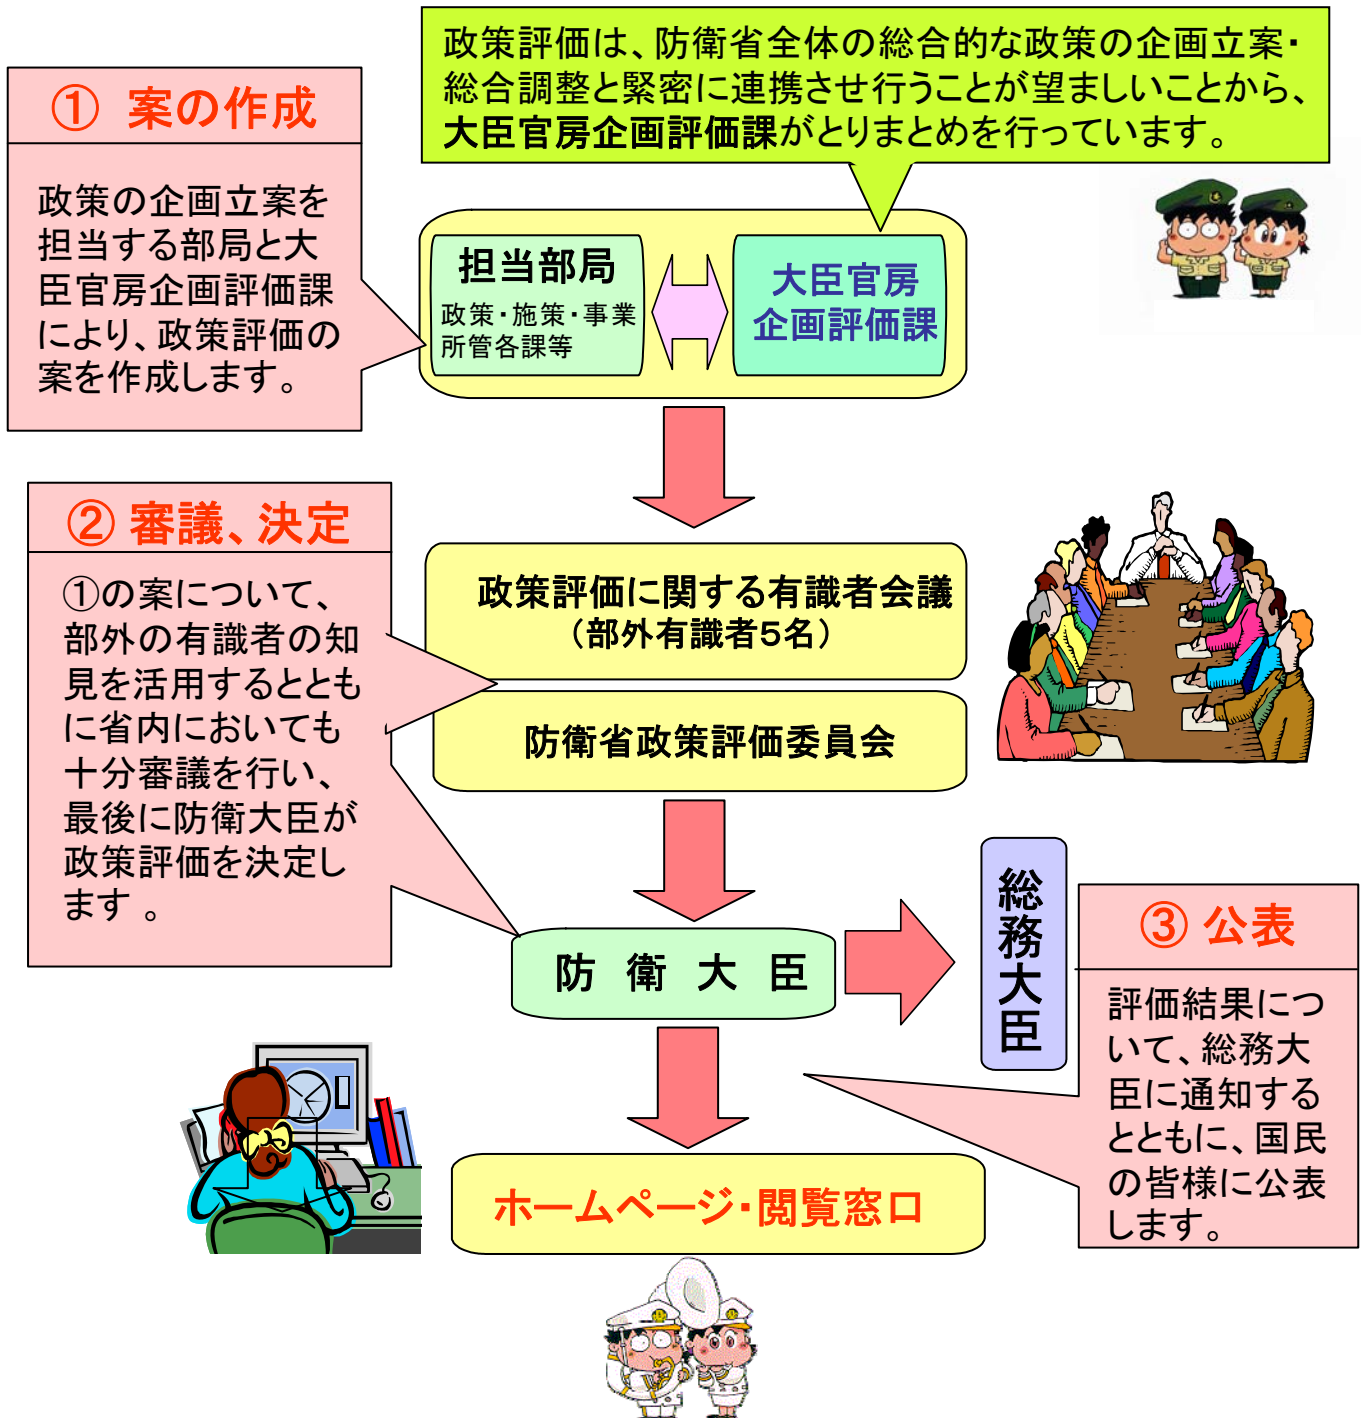 政策評価は、防衛省全体の総合的な政策の企画立案・
総合調整と緊密に連携させ行うことが望ましいことから、
大臣官房企画評価課がとりまとめを行っています。
① 案の作成
政策の企画立案を
担当する部局と大
臣官房企画評価課
により、政策評価の
案を作成します。
担当部局
政策・施策・事業
所管各課等
大臣官房
企画評価課
② 審議、決定
①の案について、
部外の有識者の知
見を活用するととも
に省内においても
十分審議を行い、
最後に防衛大臣が
政策評価を決定し
ます 。
政策評価に関する有識者会議
（部外有識者５名）
防衛省政策評価委員会
防 衛 大 臣
総務大臣
③ 公表
評価結果につ
いて、総務大
臣に通知する
とともに、国民
の皆様に公表
します。
ホームページ・閲覧窓口